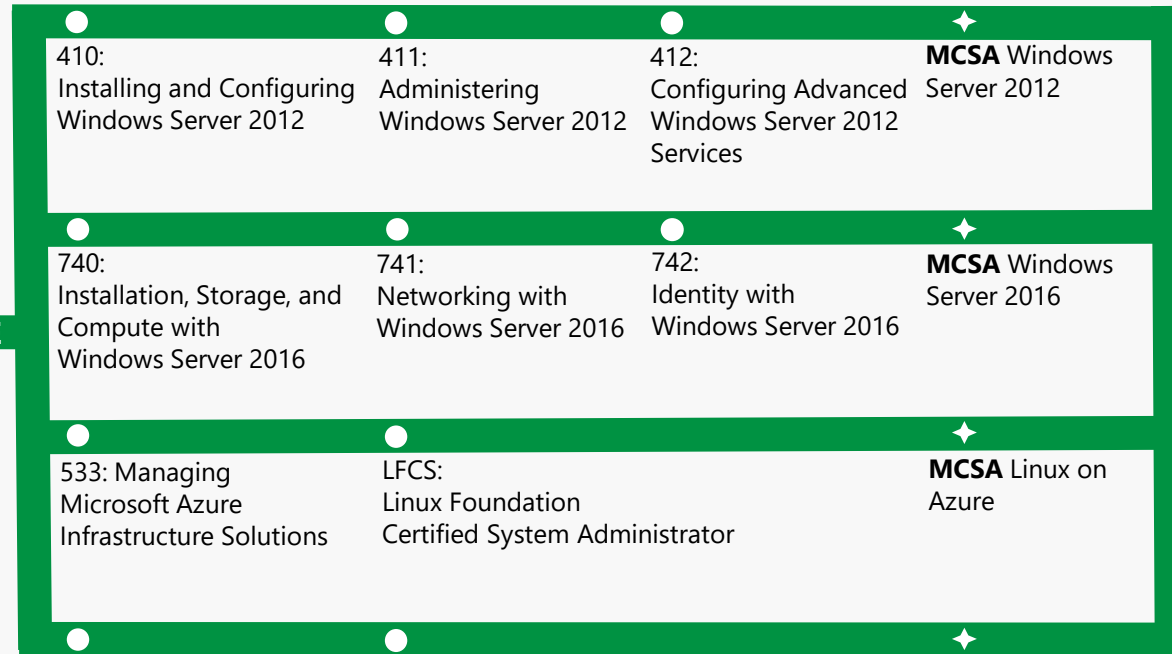 410:
Installing and Configuring
Windows Server 2012
411:
Administering
Windows Server 2012
412:
Configuring Advanced
Windows Server 2012
Services
MCSA Windows
Server 2012
740:
Installation, Storage, and
Compute with
Windows Server 2016
741:
Networking with
Windows Server 2016
742:
Identity with
Windows Server 2016
MCSA Windows
Server 2016
533: Managing
Microsoft Azure
Infrastructure Solutions
LFCS:
Linux Foundation
Certified System Administrator
MCSA Linux on
Azure